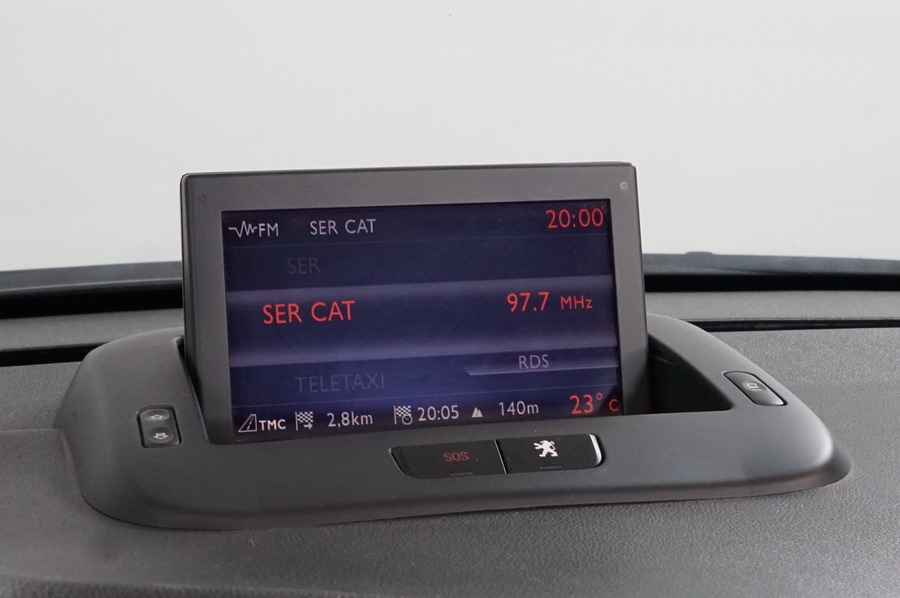 FM SER CAT 20:00
SER
SER CAT 97.7 MHz
RDS
TELETAXI
TMC 2,8km 20:05 140m 23° C
SOS